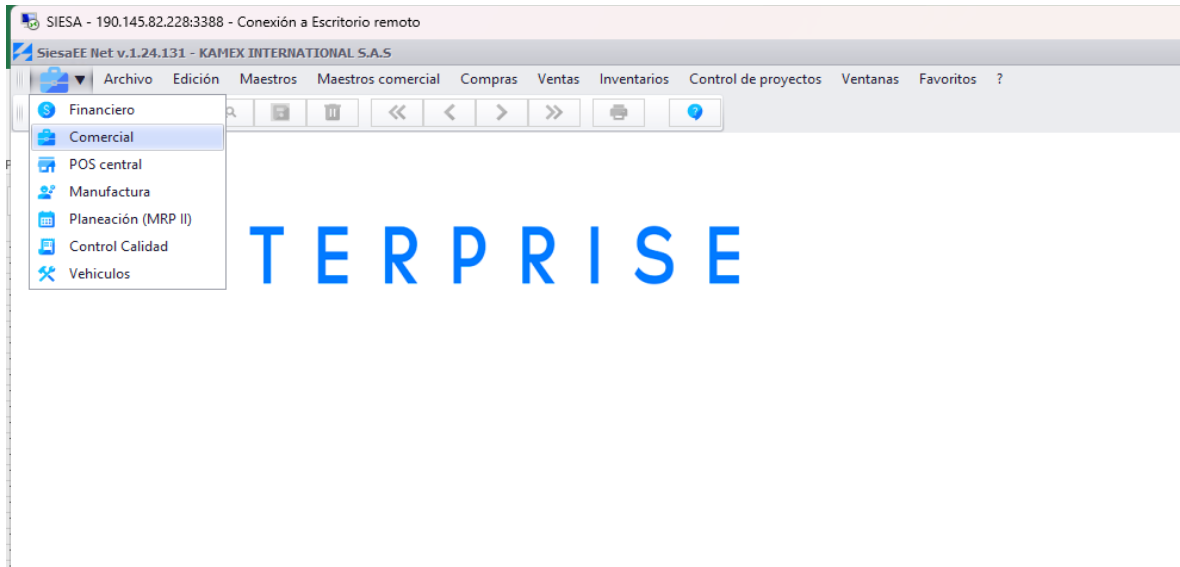 SIESA - 190.145.82.228:3388 - Conexión a Escritorio remoto
SiesaEE Net v.1.24.131 - KAMEX INTERNATIONAL S.A.S
Archivo Edición Maestros Maestros comercial Compras Ventas Inventarios Control de proyectos Ventanas Favoritos ?
Financiero
Comercial
POS central
Manufactura
Planeación (MRP II)
Control Calidad
Vehiculos
TERPRISE